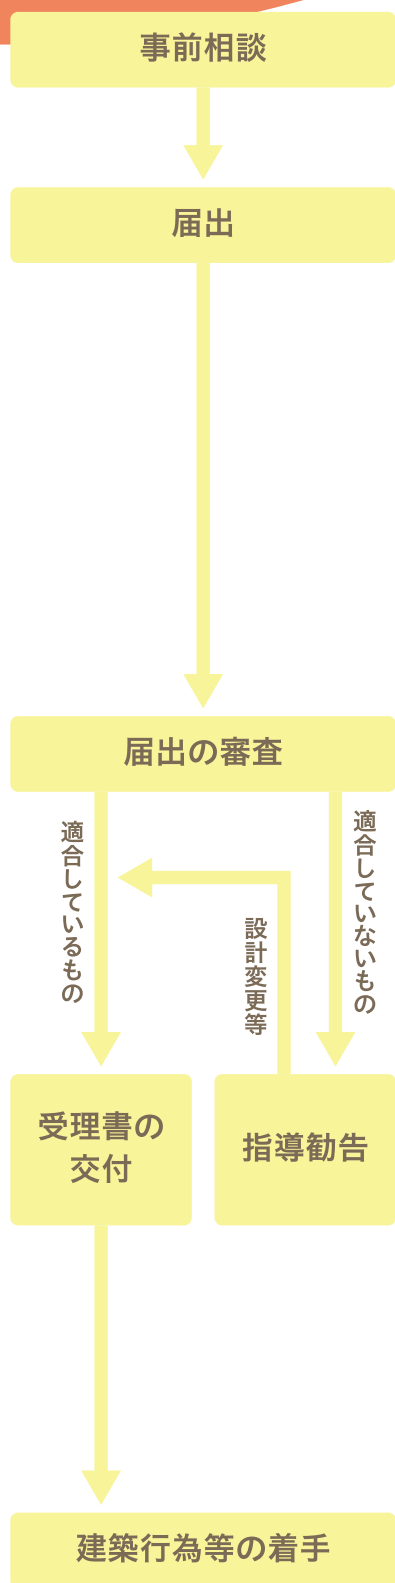 事前相談
届出
届出の審査
適合しているもの
適合していないもの
設計変更等
受理書の
交付
指導勧告
建築行為等の着手